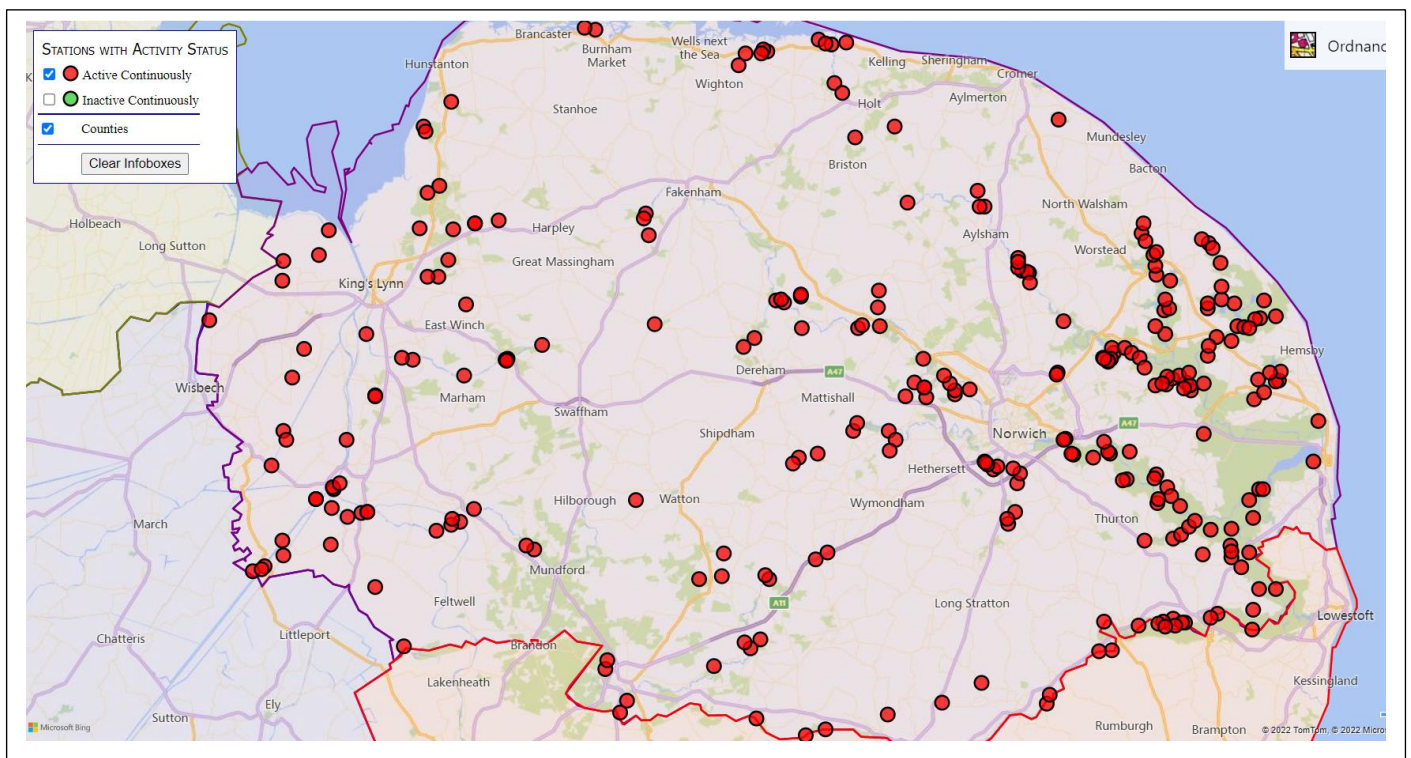 STATIONS WITH ACTIVITY STATUS
Active Continuously
Inactive Continuously
Counties
Clear Infoboxes
Ordnanc
Brancaster
Burnham
Market
Wells next
the Sea
Hunstanton
Wighton
Kelling
Sheringham
Cromer
Stanhoe
Holt
Aylmerton
Mundesley
Briston
Bacton
Fakenham
North Walsham
Holbeach
Long Sutton
Harpley
Aylsham
Worstead
Great Massingham
King's Lynn
East Winch
Hemsby
Wisbech
Dereham
A47
Marham
Mattishall
Swaffham
A47
Shipdham
Norwich
Hethersett
Hilborough
Watton
Wymondham
March
Thurton
Mundford
Feltwell
A11
Long Stratton
Lowestoft
Chatteris
Littleport
Brandon
Lakenheath
Kessingland
Ely
Sutton
Rumburgh
Brampton
Microsoft Bing
© 2022 TomTom, © 2022 Micro